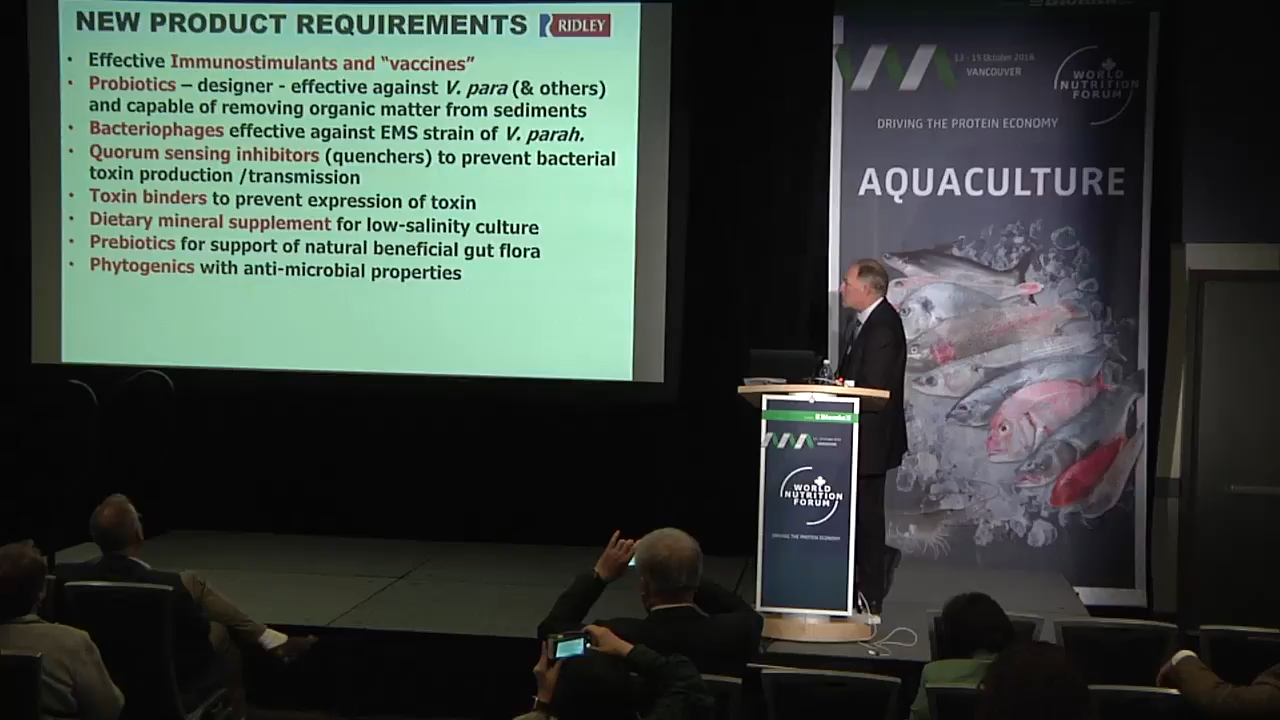 NEW PRODUCT REQUIREMENTS RIDLEY
• Effective Immunostimulants and "vaccines"
• Probiotics – designer - effective against V. para (& others)
and capable of removing organic matter from sediments
• Bacteriophages effective against EMS strain of V. parah.
• Quorum sensing inhibitors (quenchers) to prevent bacterial
toxin production /transmission
• Toxin binders to prevent expression of toxin
• Dietary mineral supplement for low-salinity culture
• Prebiotics for support of natural beneficial gut flora
• Phytogenics with anti-microbial properties
12 - 15 October 2016
VANCOUVER
WORLD
NUTRITION
FORUM
DRIVING THE PROTEIN ECONOMY
AQUACULTURE
WORLD
NUTRITION
FORUM
DRIVING THE PROTEIN ECONOMY